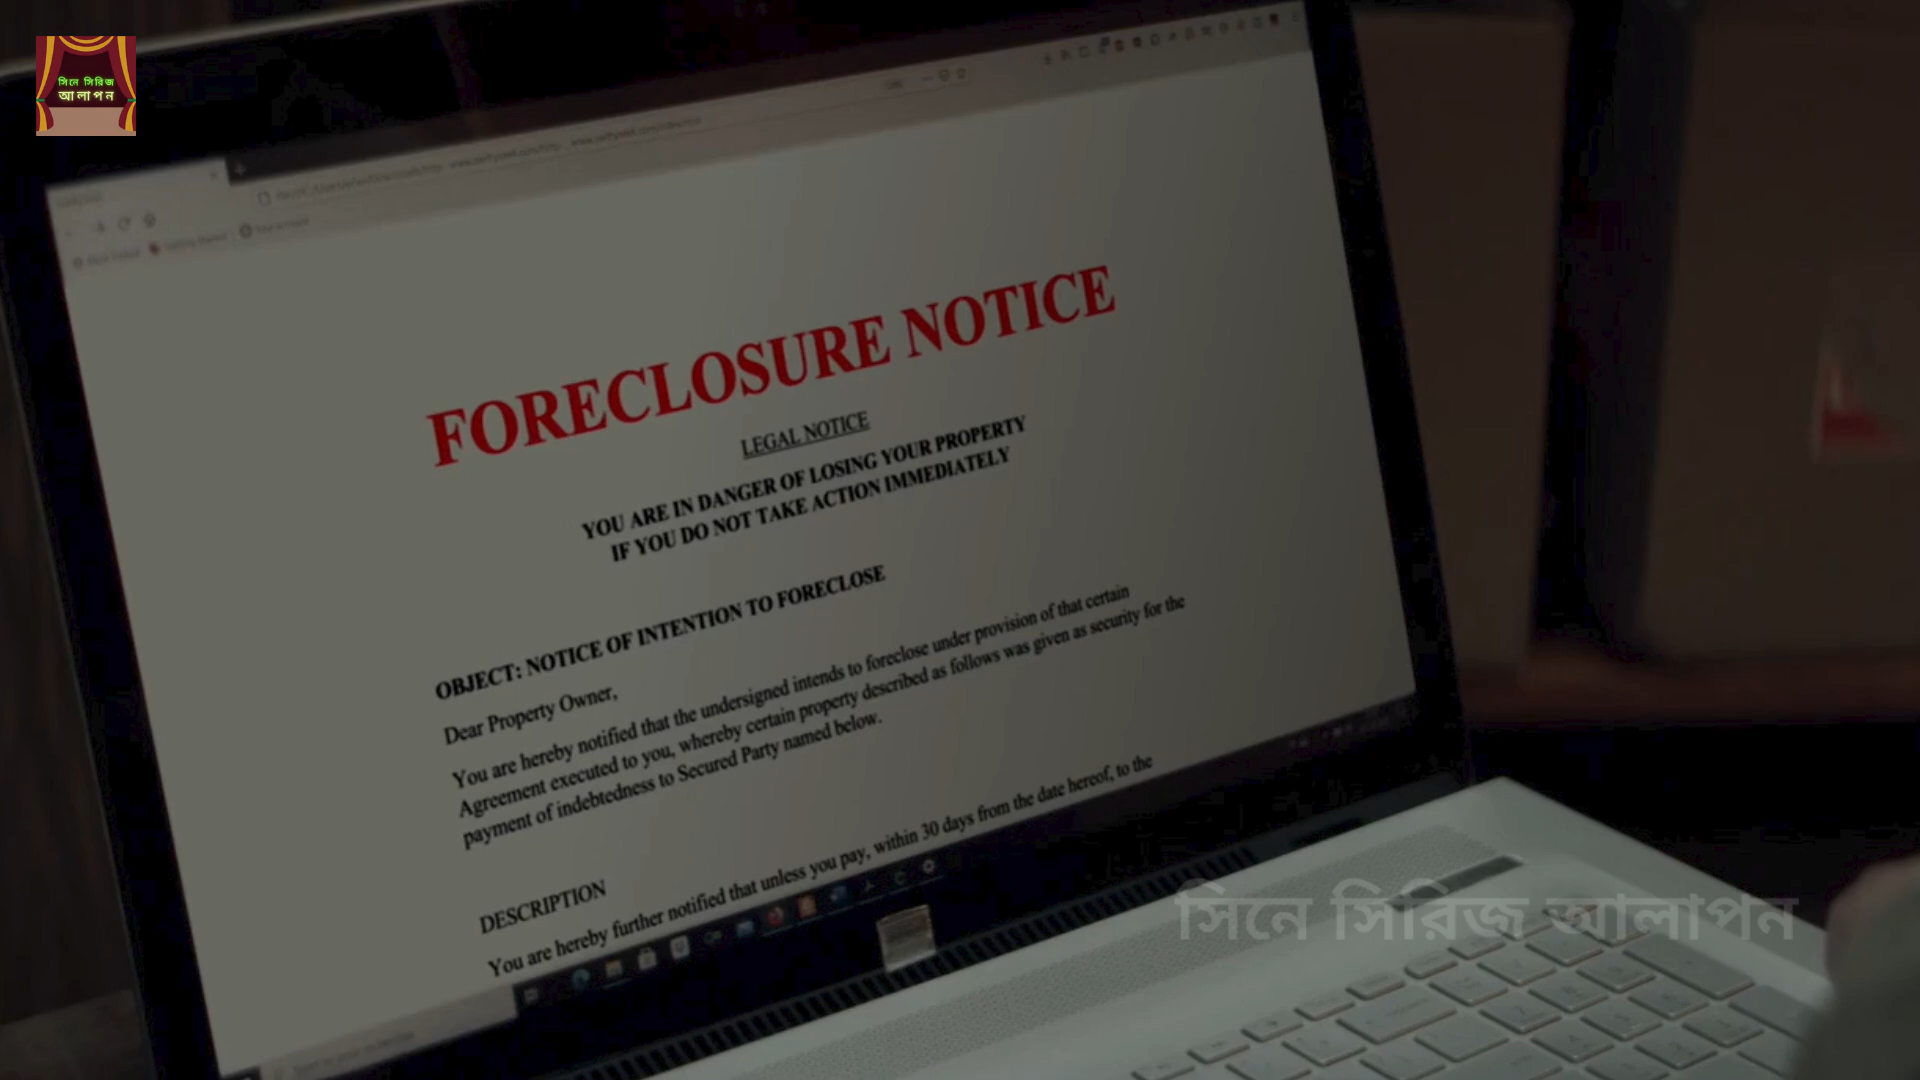 সিনে সিরিজ
আলাপন
FORECLOSURE NOTICE
LEGAL NOTICE
YOU ARE IN DANGER OF LOSING YOUR PROPERTY
IF YOU DO NOT TAKE ACTION IMMEDIATELY
OBJECT: NOTICE OF INTENTION TO FORECLOSE
Dear Property Owner,
You are hereby notified that the undersigned intends to foreclose under provision of that certain
Agreement executed to you, whereby certain property described as follows was given as security for the
payment of indebtedness to Secured Party named below.
DESCRIPTION
You are hereby further notified that unless you pay, within 30 days from the date hereof, to the
সিনে সিরিজ আলাপন